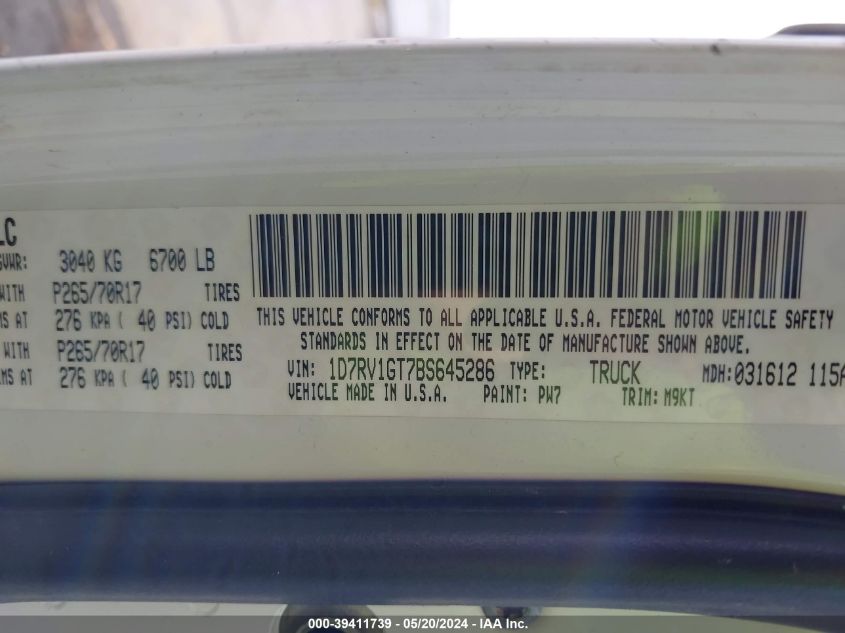 LC
GVWR: 3040 KG 6700 LB
WITH P265/70R17 TIRES
MS AT 276 KPA ( 40 PSI) COLD
WITH P265/70R17 TIRES
MS AT 276 KPA ( 40 PSI) COLD
THIS VEHICLE CONFORMS TO ALL APPLICABLE U.S.A. FEDERAL MOTOR VEHICLE SAFETY
STANDARDS IN EFFECT ON THE DATE OF MANUFACTURE SHOWN ABOVE.
VIN: 1D7RV1GT7BS645286 TYPE: TRUCK MDH: 031612 115A
VEHICLE MADE IN U.S.A. PAINT: PW7 TRIM: M9KT
000-39411739 — 05/20/2024 - IAA Inc.